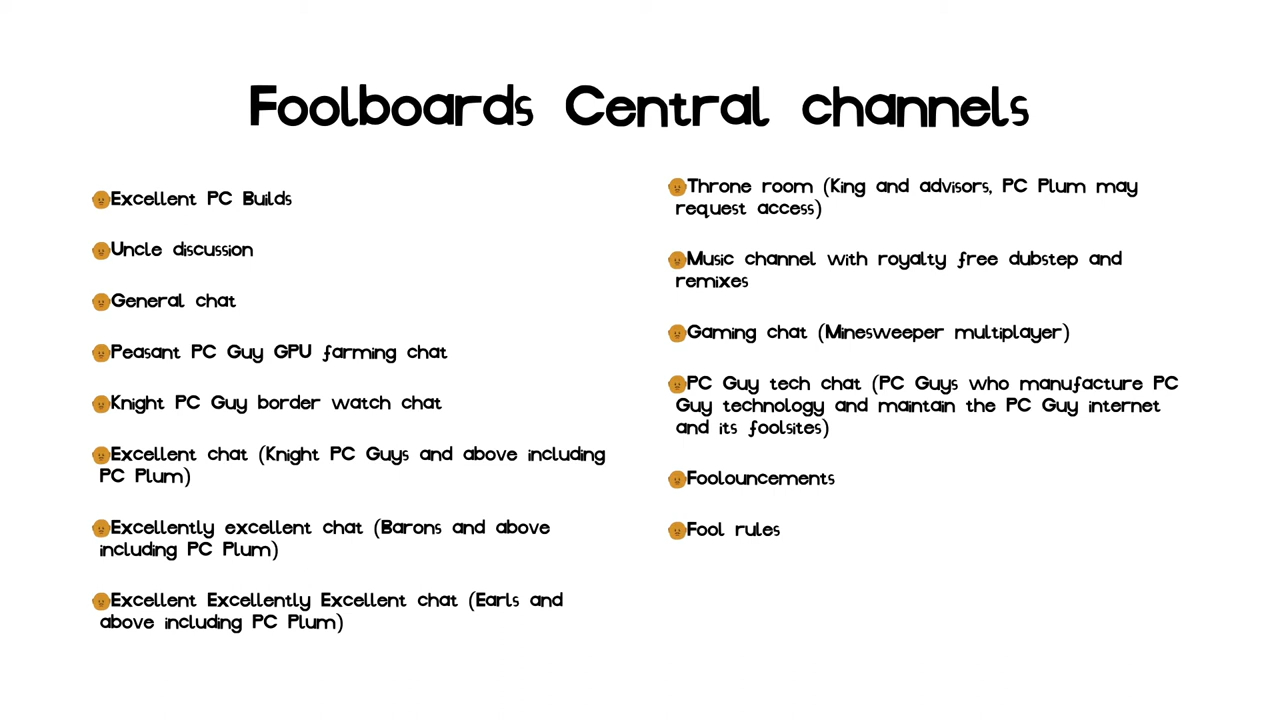 Foolboards Central channels
Excellent PC Builds
Uncle discussion
General chat
Peasant PC Guy GPU farming chat
Knight PC Guy border watch chat
Excellent chat (Knight PC Guys and above including
PC Plum)
Excellently excellent chat (Barons and above
including PC Plum)
Excellent Excellently Excellent chat (Earls and
above including PC Plum)
Throne room (King and advisors, PC Plum may
request access)
Music channel with royalty free dubstep and
remixes
Gaming chat (Minesweeper multiplayer)
PC Guy tech chat (PC Guys who manufacture PC
Guy technology and maintain the PC Guy internet
and its foolsites)
Foolouncements
Fool rules